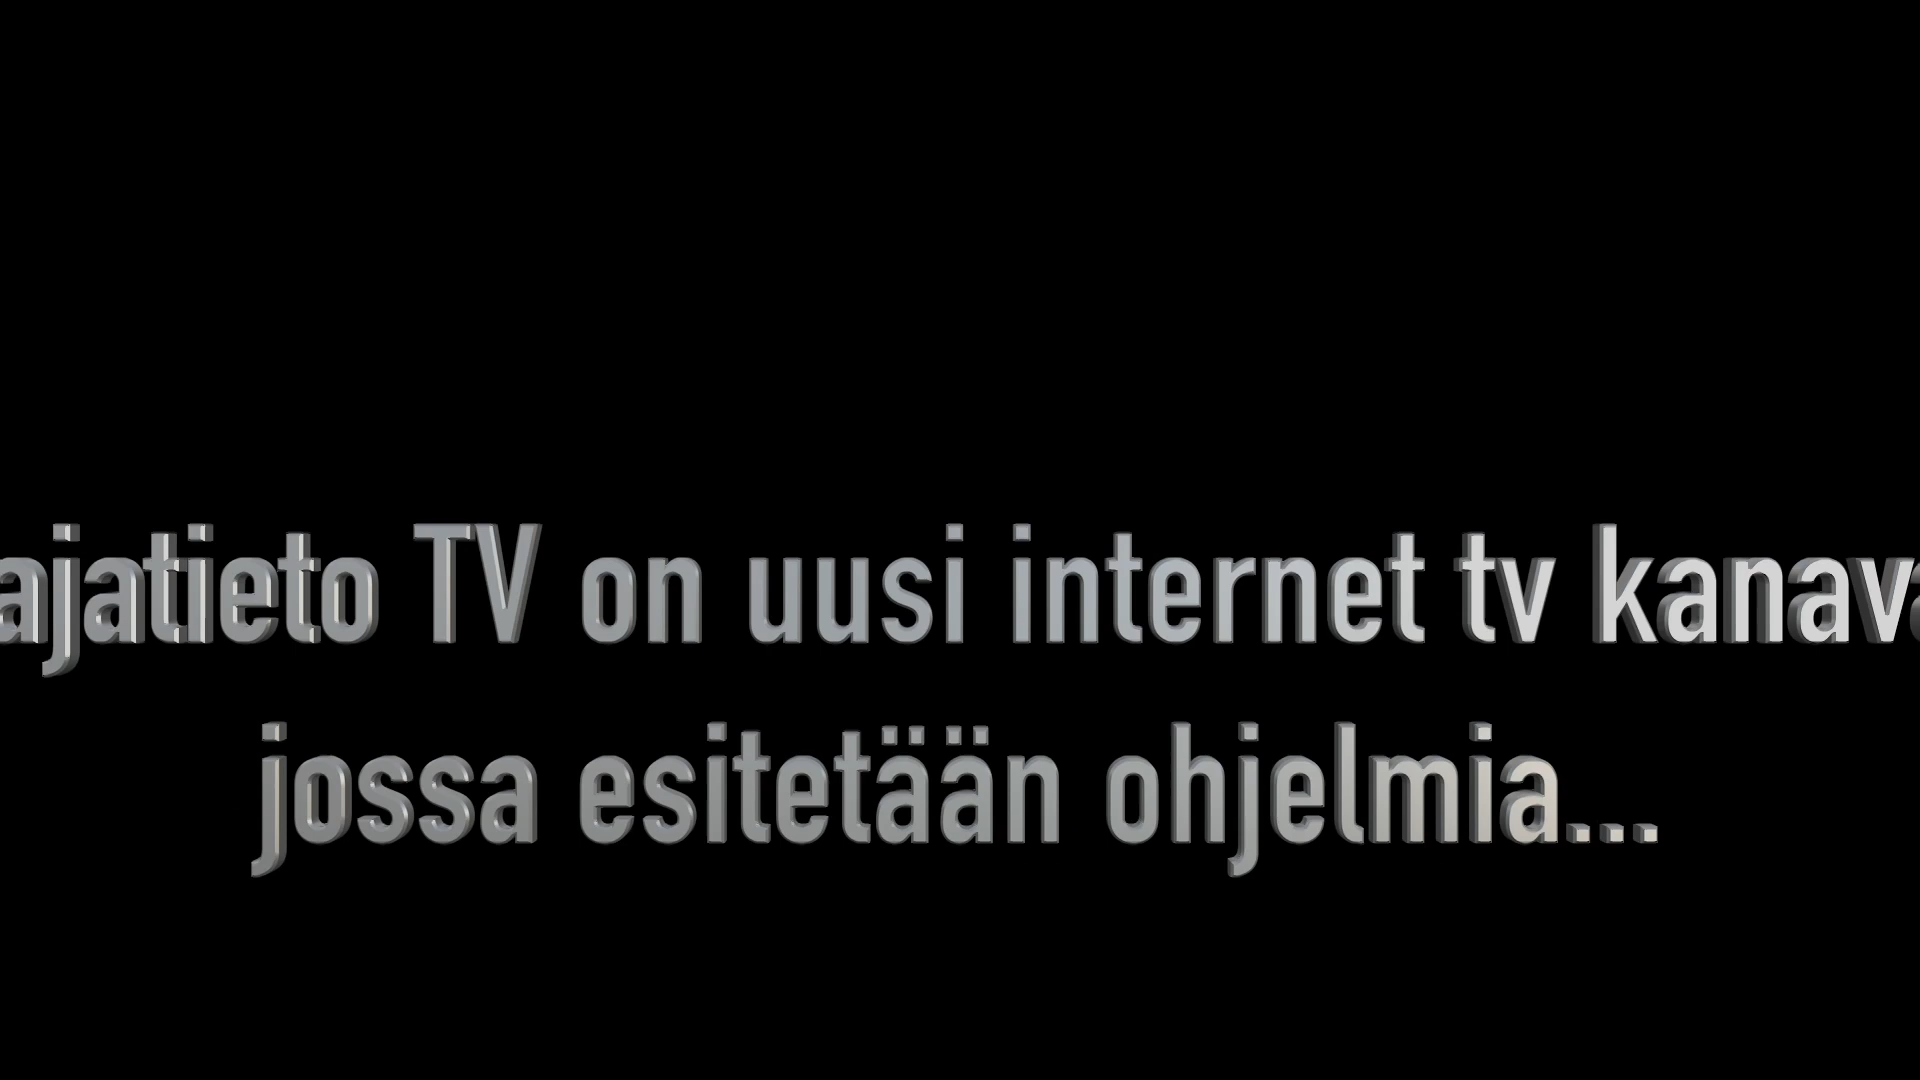 ajatieto TV on uusi internet tv kanava
jossa esitetään ohjelmia...